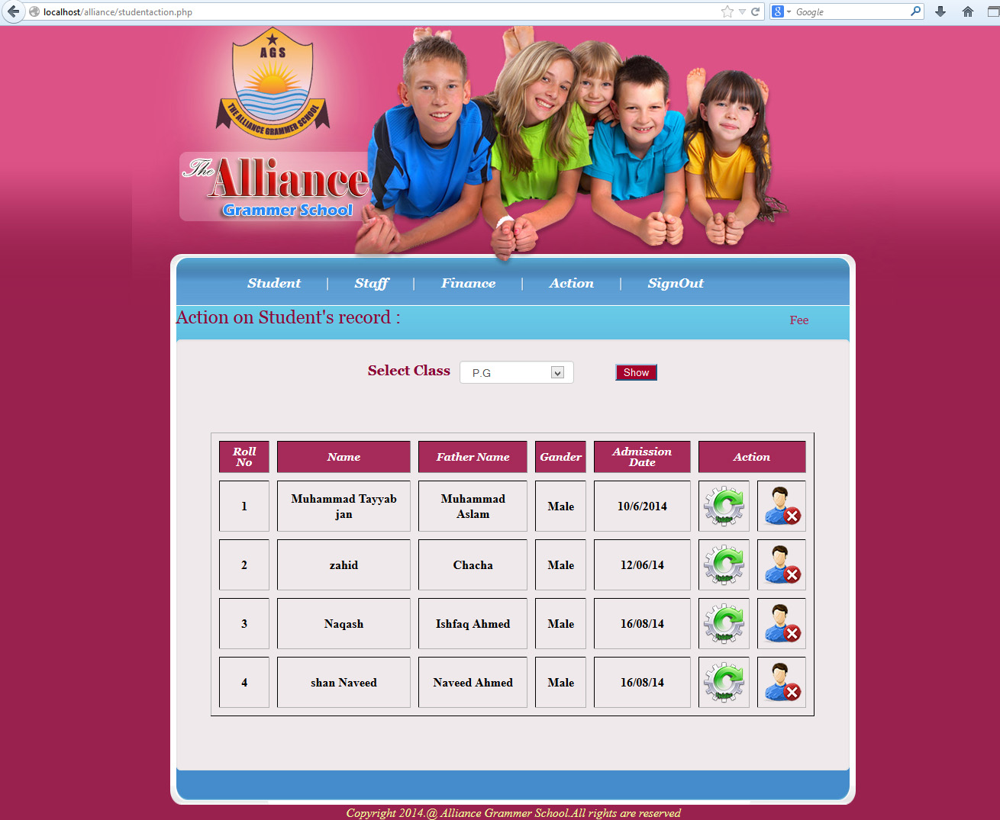 localhost/alliance/studentaction.php
Google
A G S
THE ALLIANCE GRAMMER SCHOOL
The Alliance
Grammer School
Student | Staff | Finance | Action | SignOut
Action on Student's record : Fee
Select Class P.G Show
Roll No Name Father Name Gander Admission Date Action
1 Muhammad Tayyab jan Muhammad Aslam Male 10/6/2014 Update
2 zahid Chacha Male 12/06/14 Update
3 Naqash Ishfaq Ahmed Male 16/08/14 Update
4 shan Naveed Naveed Ahmed Male 16/08/14 Update
Copyright 2014.@ Alliance Grammer School.All rights are reserved